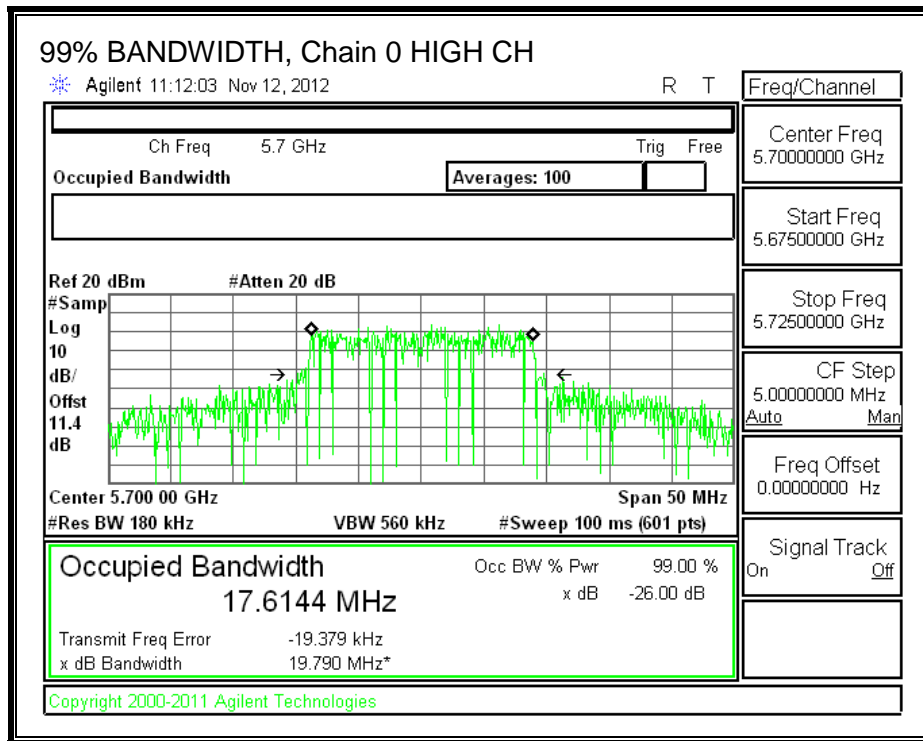 99% BANDWIDTH, Chain 0 HIGH CH
Agilent 11:12:03 Nov 12, 2012 R T
Ch Freq 5.7 GHz Trig Free
Occupied Bandwidth Averages: 100
Ref 20 dBm #Atten 20 dB
#Samp
Log
10
dB/
Offst
11.4
dB
Center 5.700 00 GHz Span 50 MHz
#Res BW 180 kHz VBW 560 kHz #Sweep 100 ms (601 pts)
Occupied Bandwidth
17.6144 MHz
Occ BW % Pwr 99.00 %
x dB -26.00 dB
Transmit Freq Error -19.379 kHz
x dB Bandwidth 19.790 MHz*
Copyright 2000-2011 Agilent Technologies
Freq/Channel
Center Freq
5.70000000 GHz
Start Freq
5.67500000 GHz
Stop Freq
5.72500000 GHz
CF Step
5.00000000 MHz
Auto Man
Freq Offset
0.00000000 Hz
Signal Track
On Off